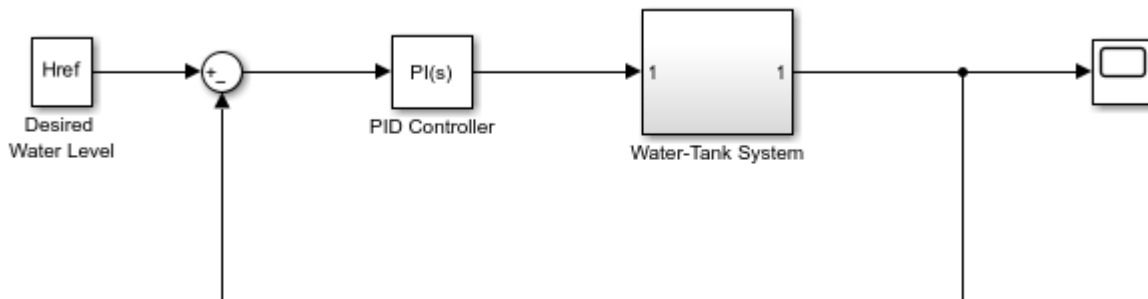 Href
Desired
Water Level
+
−
PI(s)
PID Controller
1
1
Water-Tank System